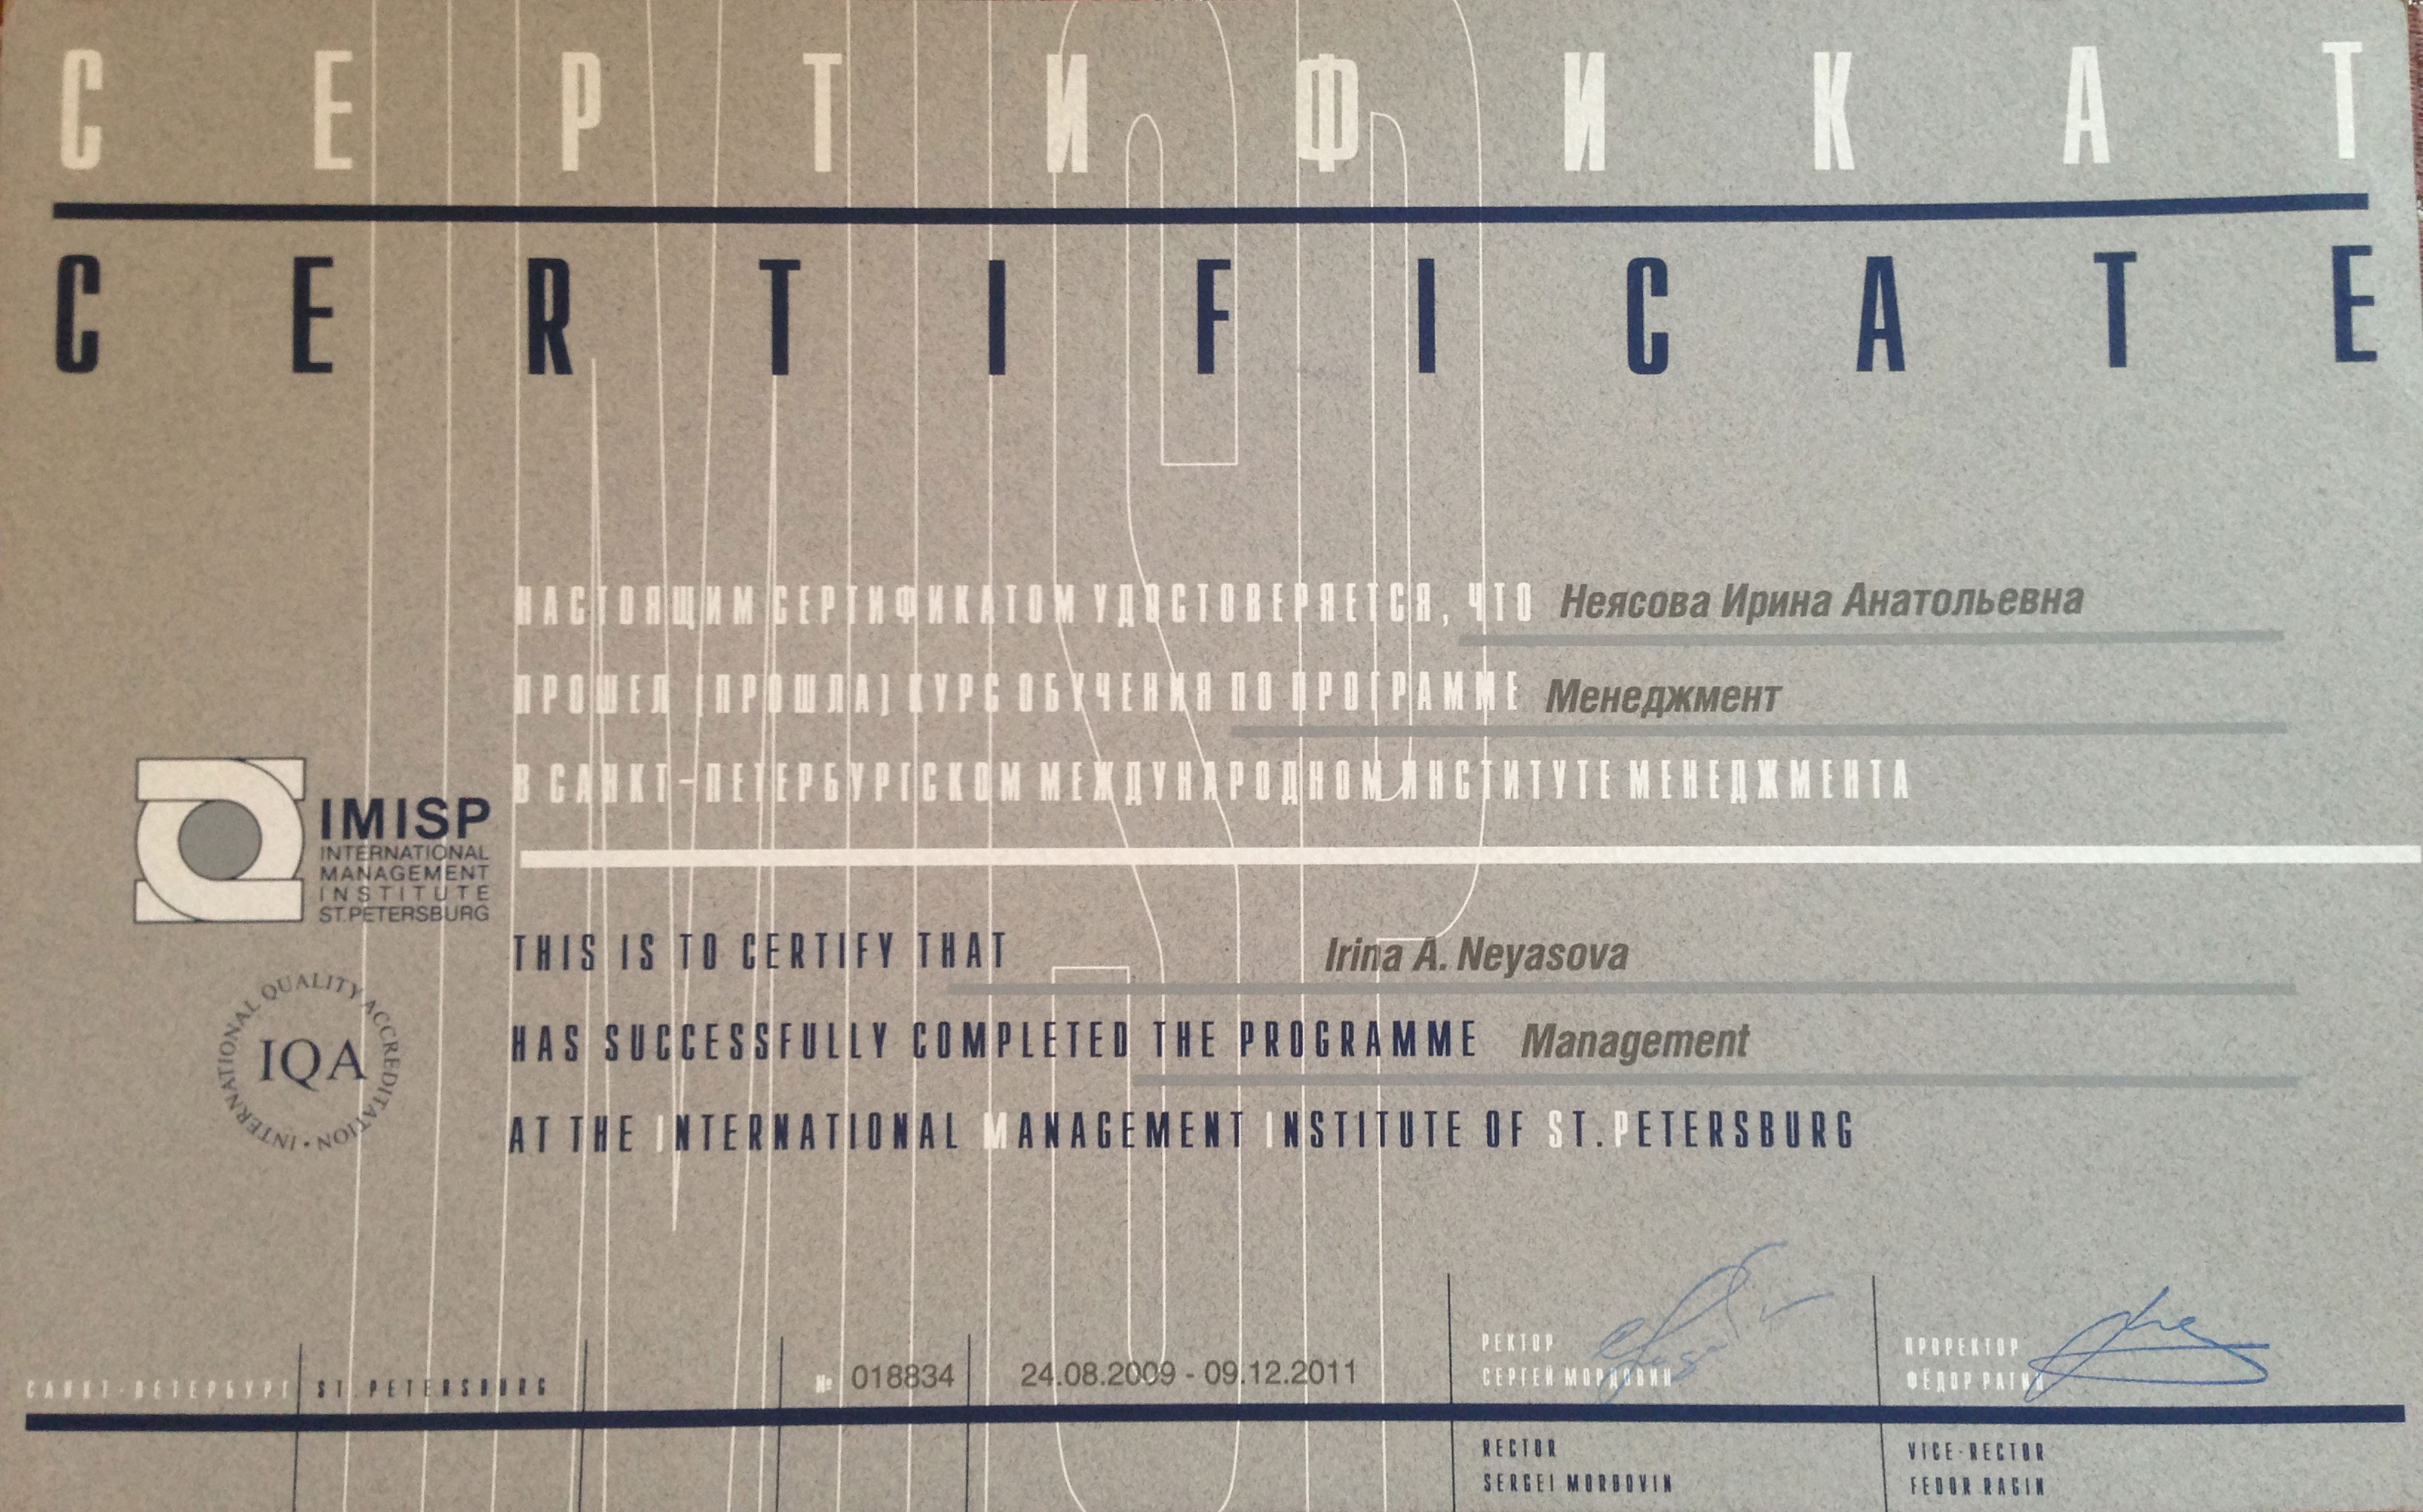 СЕРТИФИКАТ
CERTIFICATE
НАСТОЯЩИМ СЕРТИФИКАТОМ УДОСТОВЕРЯЕТСЯ, ЧТО Неясова Ирина Анатольевна
ПРОШЕЛ (ПРОШЛА) КУРС ОБУЧЕНИЯ ПО ПРОГРАММЕ Менеджмент
В САНКТ-ПЕТЕРБУРГСКОМ МЕЖДУНАРОДНОМ ИНСТИТУТЕ МЕНЕДЖМЕНТА
IMISP
INTERNATIONAL
MANAGEMENT
INSTITUTE
ST.PETERSBURG
THIS IS TO CERTIFY THAT Irina A. Neyasova
HAS SUCCESSFULLY COMPLETED THE PROGRAMME Management
AT THE INTERNATIONAL MANAGEMENT INSTITUTE OF ST.PETERSBURG
INTERNATIONAL QUALITY ACCREDITATION
IQA
САНКТ-ПЕТЕРБУРГ ST.PETERSBURG
№ 018834 24.08.2009 - 09.12.2011
РЕКТОР
СЕРГЕЙ МОРДОВИН
ПРОРЕКТОР
ФЁДОР РАГИН
RECTOR
SERGEI MORDOVIN
VICE-RECTOR
FEDOR RAGIN